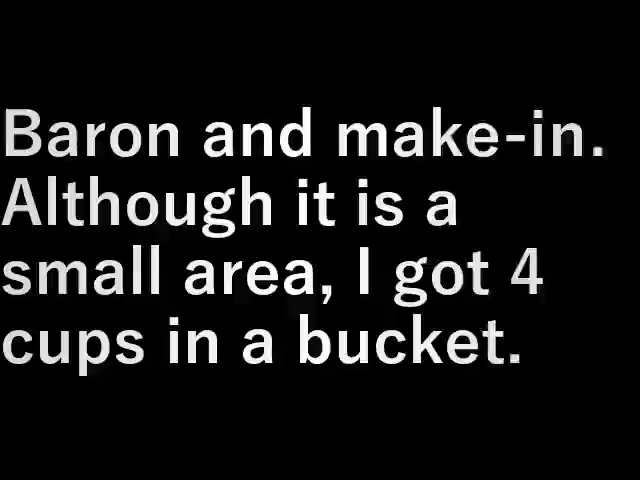 Baron and make-in.
Although it is a
small area, I got 4
cups in a bucket.